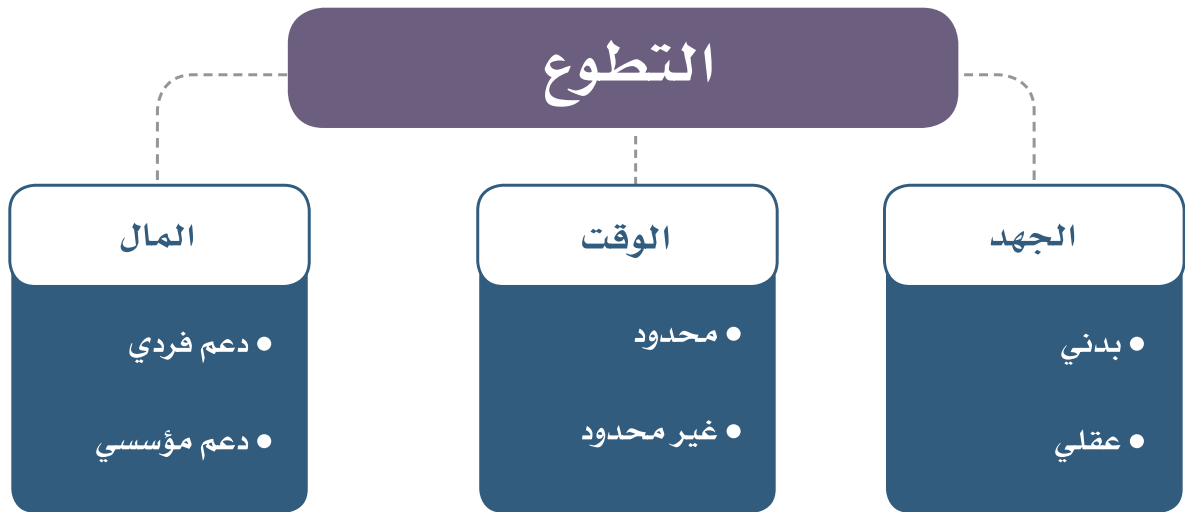 التطوع
الجهد
• بدني
• عقلي
الوقت
• محدود
• غير محدود
المال
• دعم فردي
• دعم مؤسسي